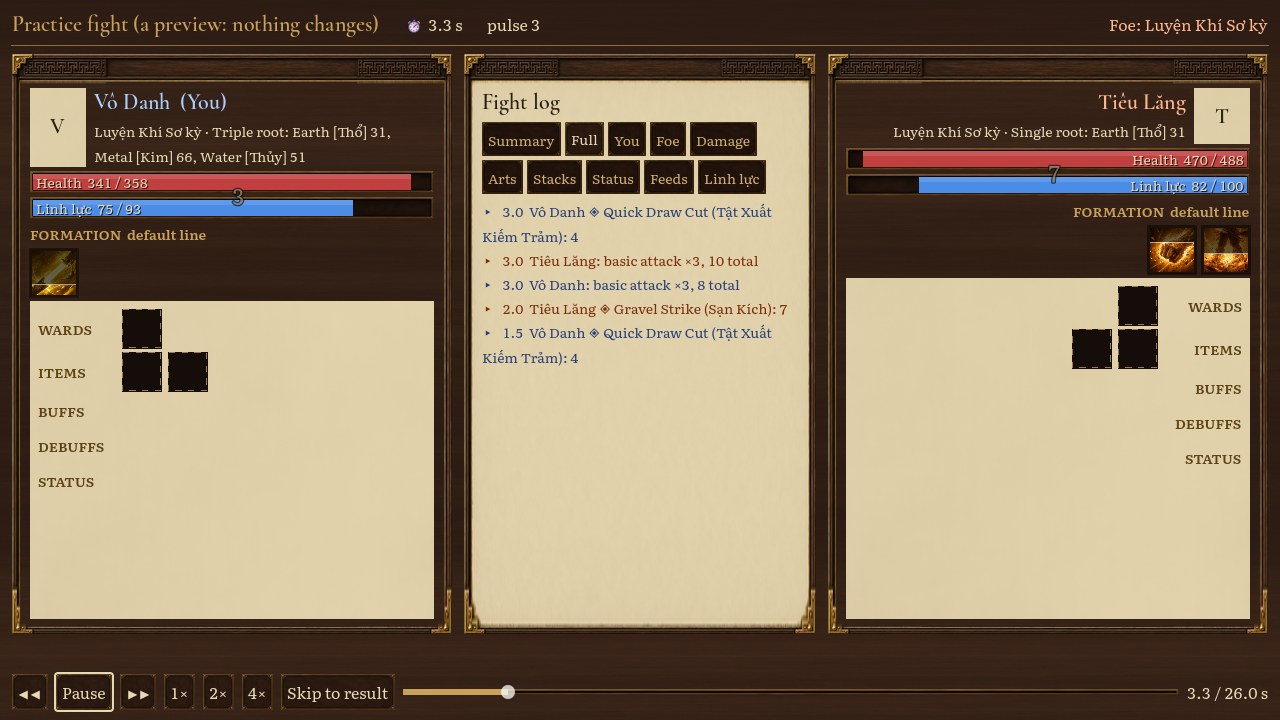 Practice fight (a preview: nothing changes)
3.3 s
pulse 3
Foe: Luyện Khí Sơ kỳ
V
Vô Danh (You)
Luyện Khí Sơ kỳ · Triple root: Earth [Thổ] 31,
Metal [Kim] 66, Water [Thủy] 51
Health 341 / 358
3
Linh lực 75 / 93
FORMATION default line
WARDS
ITEMS
BUFFS
DEBUFFS
STATUS
Fight log
Summary Full You Foe Damage
Arts Stacks Status Feeds Linh lực
‣ 3.0 Vô Danh ◈ Quick Draw Cut (Tật Xuất
Kiếm Trảm): 4
‣ 3.0 Tiêu Lăng: basic attack ×3, 10 total
‣ 3.0 Vô Danh: basic attack ×3, 8 total
‣ 2.0 Tiêu Lăng ◈ Gravel Strike (Sạn Kích): 7
‣ 1.5 Vô Danh ◈ Quick Draw Cut (Tật Xuất
Kiếm Trảm): 4
Tiêu Lăng
T
Luyện Khí Sơ kỳ · Single root: Earth [Thổ] 31
Health 470 / 488
7
Linh lực 82 / 100
FORMATION default line
WARDS
ITEMS
BUFFS
DEBUFFS
STATUS
◀◀ Pause ▶▶ 1× 2× 4× Skip to result
3.3 / 26.0 s